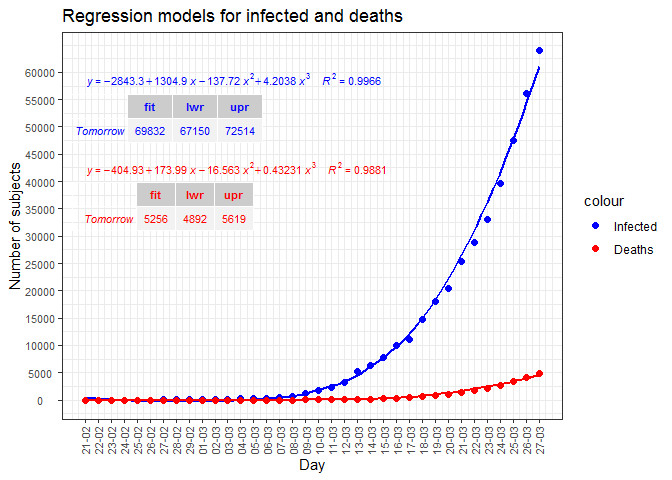 Regression models for infected and deaths
y = −2843.3 + 1304.9 x − 137.72 x² + 4.2038 x³   R² = 0.9966
fit lwr upr
Tomorrow 69832 67150 72514
y = −404.93 + 173.99 x − 16.563 x² + 0.43231 x³   R² = 0.9881
fit lwr upr
Tomorrow 5256 4892 5619
Number of subjects
60000
55000
50000
45000
40000
35000
30000
25000
20000
15000
10000
5000
0
21-02 22-02 23-02 24-02 25-02 26-02 27-02 28-02 29-02 01-03 02-03 03-03 04-03 05-03 06-03 07-03 08-03 09-03 10-03 11-03 12-03 13-03 14-03 15-03 16-03 17-03 18-03 19-03 20-03 21-03 22-03 23-03 24-03 25-03 26-03 27-03
Day
colour
Infected
Deaths